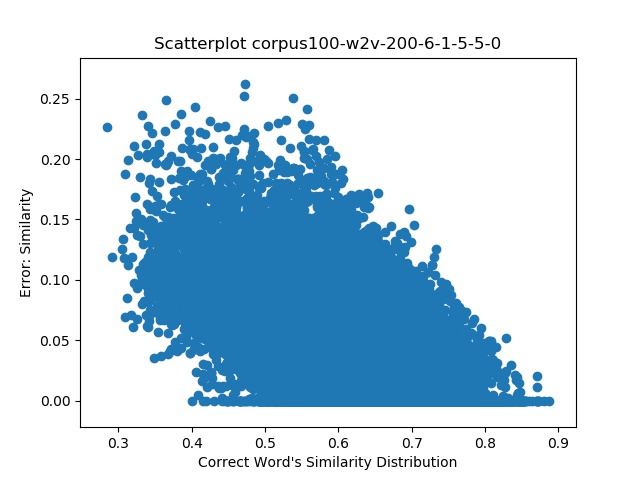 Scatterplot corpus100-w2v-200-6-1-5-5-0
0.25
0.20
0.15
0.10
0.05
0.00
Error: Similarity
0.3 0.4 0.5 0.6 0.7 0.8 0.9
Correct Word's Similarity Distribution